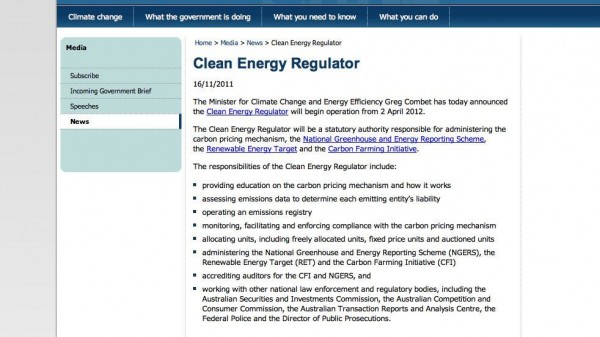 Climate change What the government is doing What you need to know What you can do
Media
Subscribe
Incoming Government Brief
Speeches
News
Home > Media > News > Clean Energy Regulator
Clean Energy Regulator
16/11/2011
The Minister for Climate Change and Energy Efficiency Greg Combet has today announced
the Clean Energy Regulator will begin operation from 2 April 2012.
The Clean Energy Regulator will be a statutory authority responsible for administering the
carbon pricing mechanism, the National Greenhouse and Energy Reporting Scheme,
the Renewable Energy Target and the Carbon Farming Initiative.
The responsibilities of the Clean Energy Regulator include:
providing education on the carbon pricing mechanism and how it works
assessing emissions data to determine each emitting entity's liability
operating an emissions registry
monitoring, facilitating and enforcing compliance with the carbon pricing mechanism
allocating units, including freely allocated units, fixed price units and auctioned units
administering the National Greenhouse and Energy Reporting Scheme (NGERS), the
Renewable Energy Target (RET) and the Carbon Farming Initiative (CFI)
accrediting auditors for the CFI and NGERS, and
working with other national law enforcement and regulatory bodies, including the
Australian Securities and Investments Commission, the Australian Competition and
Consumer Commission, the Australian Transaction Reports and Analysis Centre, the
Federal Police and the Director of Public Prosecutions.